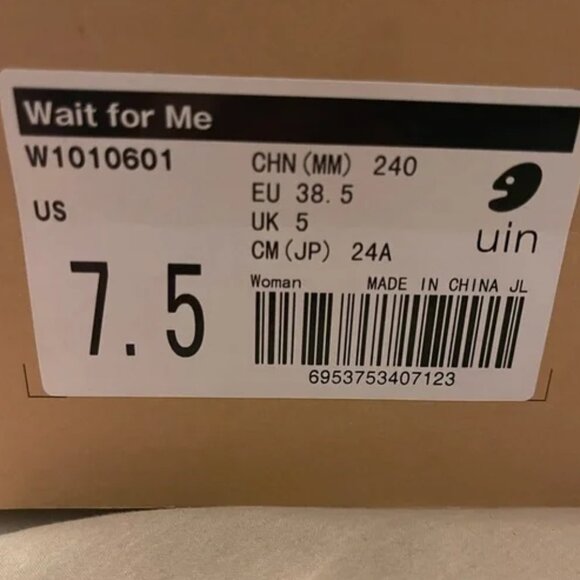 Wait for Me
W1010601
US
7.5
CHN(MM) 240
EU 38.5
UK 5
CM(JP) 24A
uin
Woman MADE IN CHINA JL
6953753407123